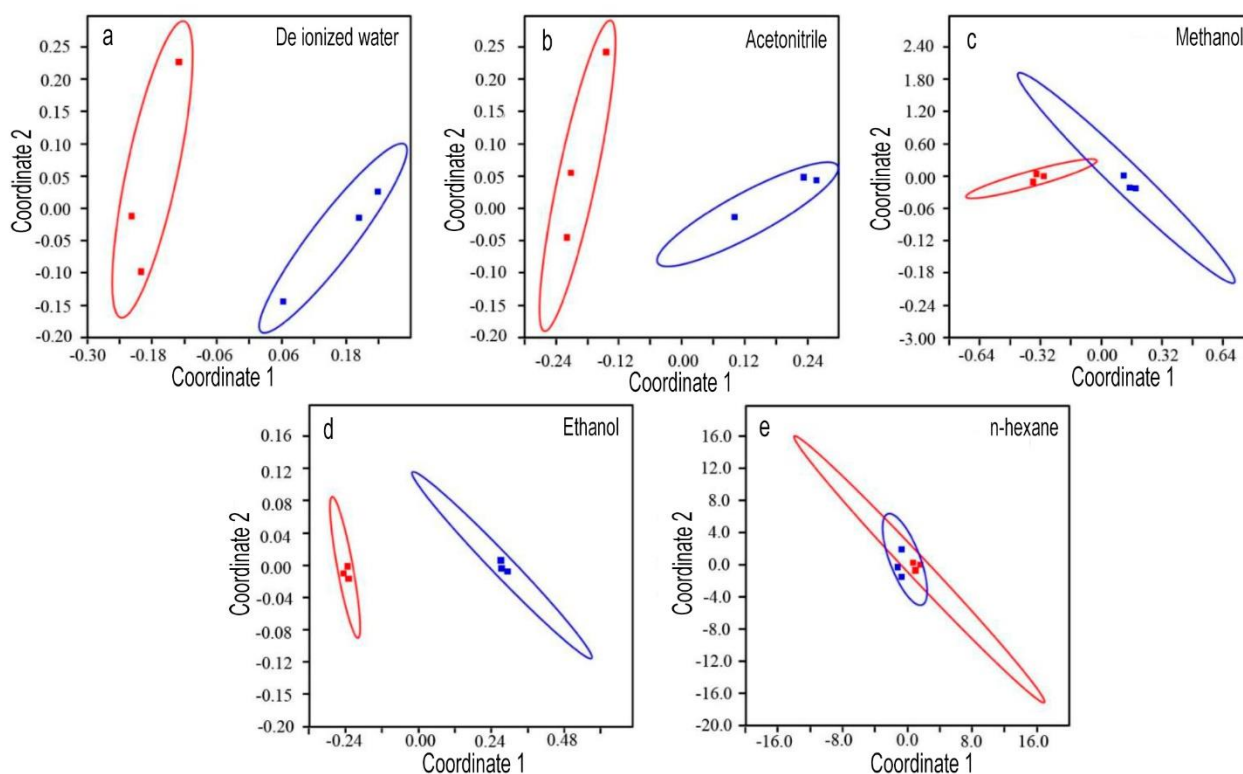 a
De ionized water
0.25
0.20
0.15
0.10
0.05
0.00
-0.05
-0.10
-0.15
-0.20
Coordinate 2
-0.30 -0.18 -0.06 0.06 0.18
Coordinate 1
b
Acetonitrile
0.25
0.20
0.15
0.10
0.05
0.00
-0.05
-0.10
-0.15
-0.20
Coordinate 2
-0.24 -0.12 0.00 0.12 0.24
Coordinate 1
c
Methanol
2.40
1.80
1.20
0.60
0.00
-0.06
-0.12
-0.18
-0.24
-3.00
Coordinate 2
-0.64 -0.32 0.00 0.32 0.64
Coordinate 1
d
Ethanol
0.16
0.12
0.08
0.04
0.00
-0.04
-0.08
-0.12
-0.15
-0.20
Coordinate 2
-0.24 0.00 0.24 0.48
Coordinate 1
e
n-hexane
16.0
12.0
8.0
4.0
0.0
-4.0
-8.0
-12.0
-16.0
-20.0
Coordinate 2
-16.0 -8.0 0.0 8.0 16.0
Coordinate 1